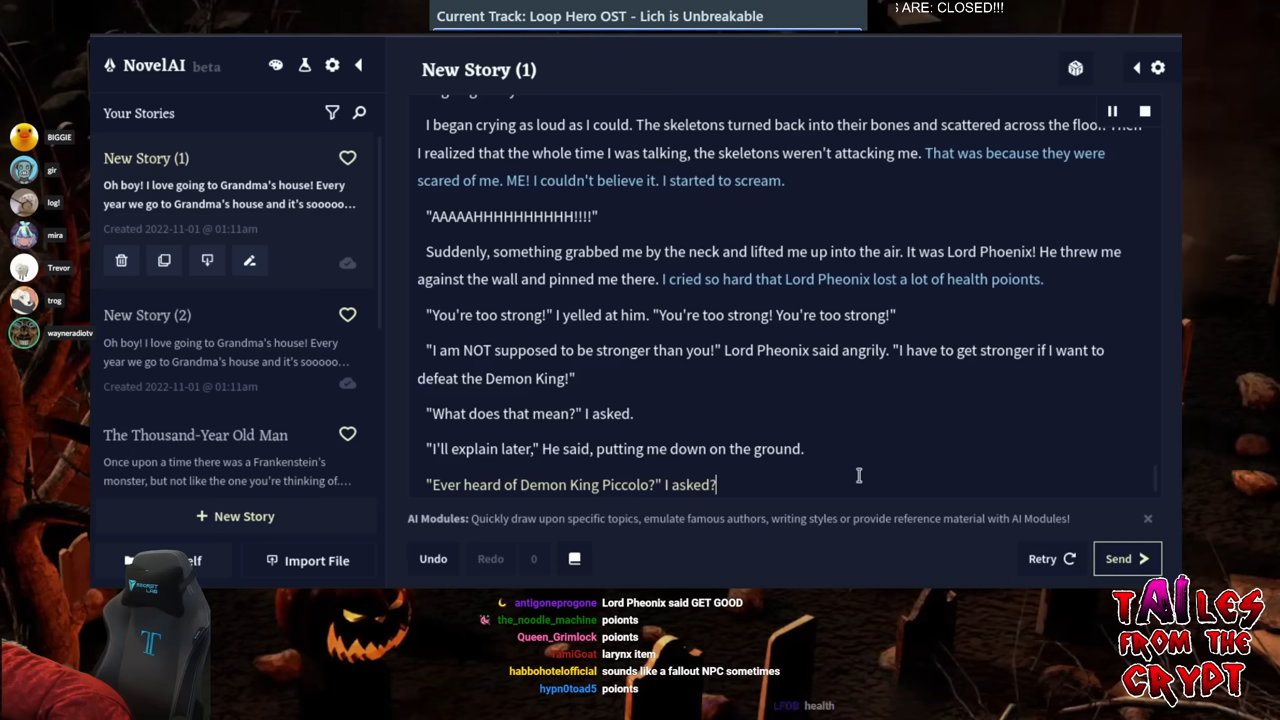 Current Track: Loop Hero OST - Lich is Unbreakable
ARE: CLOSED!!!
NovelAI beta
New Story (1)
Your Stories
New Story (1)
Oh boy! I love going to Grandma's house! Every
year we go to Grandma's house and it's sooooo...
Created 2022-11-01 @ 01:11am
New Story (2)
Oh boy! I love going to Grandma's house! Every
year we go to Grandma's house and it's sooooo...
Created 2022-11-01 @ 01:11am
The Thousand-Year Old Man
Once upon a time there was a Frankenstein's
monster, but not like the one you're thinking of....
+ New Story
Import File
BIGGIE
gir
log!
mira
Trevor
trog
wayneradiotv
I began crying as loud as I could. The skeletons turned back into their bones and scattered across the floor. Then
I realized that the whole time I was talking, the skeletons weren't attacking me. That was because they were
scared of me. ME! I couldn't believe it. I started to scream.
"AAAAAHHHHHHHHHH!!!!"
Suddenly, something grabbed me by the neck and lifted me up into the air. It was Lord Phoenix! He threw me
against the wall and pinned me there. I cried so hard that Lord Pheonix lost a lot of health poionts.
"You're too strong!" I yelled at him. "You're too strong! You're too strong!"
"I am NOT supposed to be stronger than you!" Lord Pheonix said angrily. "I have to get stronger if I want to
defeat the Demon King!"
"What does that mean?" I asked.
"I'll explain later," He said, putting me down on the ground.
"Ever heard of Demon King Piccolo?" I asked?
AI Modules: Quickly draw upon specific topics, emulate famous authors, writing styles or provide reference material with AI Modules!
Undo
Redo
0
Retry
Send
antigoneprogone Lord Pheonix said GET GOOD
the_noodle_machine poionts
Queen_Grimlock poionts
TamiGoat larynx item
habbohotelofficial sounds like a fallout NPC sometimes
hypn0toad5 poionts
LFOB health
TAILES
FROM THE
CRYPT